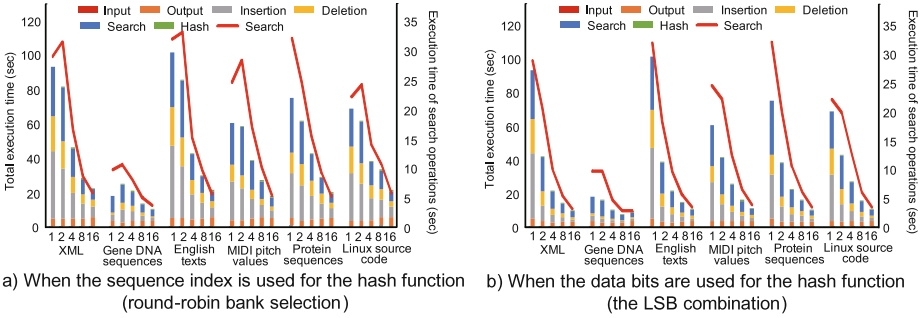 Input Output Insertion Deletion
Search Hash Search
Total execution time (sec)
120
100
80
60
40
20
0
35
30
25
20
15
10
5
0
Execution time of search operations (sec)
1 2 4 8 16 1 2 4 8 16 1 2 4 8 16 1 2 4 8 16 1 2 4 8 16 1 2 4 8 16
XML Gene DNA sequences English texts MIDI pitch values Protein sequences Linux source code
a) When the sequence index is used for the hash function
(round-robin bank selection)
Input Output Insertion Deletion
Search Hash Search
Total execution time (sec)
120
100
80
60
40
20
0
35
30
25
20
15
10
5
0
Execution time of search operations (sec)
1 2 4 8 16 1 2 4 8 16 1 2 4 8 16 1 2 4 8 16 1 2 4 8 16 1 2 4 8 16
XML Gene DNA sequences English texts MIDI pitch values Protein sequences Linux source code
b) When the data bits are used for the hash function
(the LSB combination)